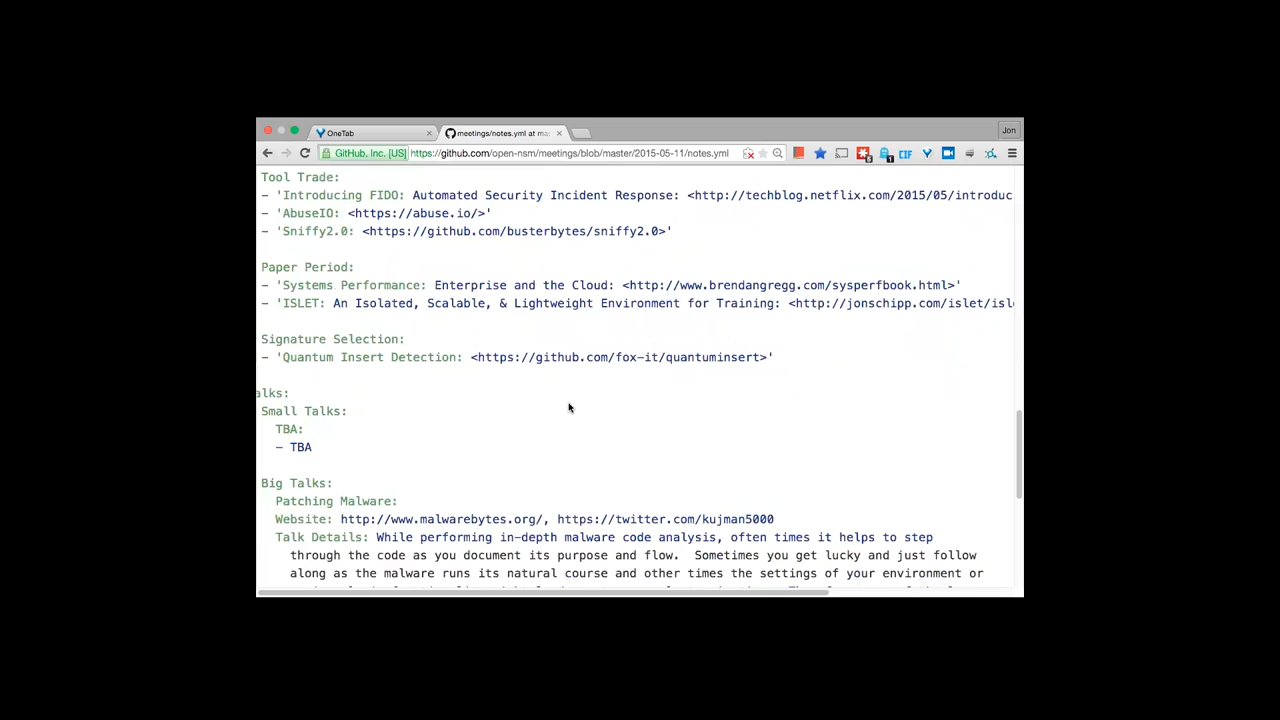 OneTab
meetings/notes.yml at ma
Jon
GitHub, Inc. [US] https://github.com/open-nsm/meetings/blob/master/2015-05-11/notes.yml
Tool Trade:
- 'Introducing FIDO: Automated Security Incident Response: <http://techblog.netflix.com/2015/05/introduc
- 'AbuseIO: <https://abuse.io/>'
- 'Sniffy2.0: <https://github.com/busterbytes/sniffy2.0>'
Paper Period:
- 'Systems Performance: Enterprise and the Cloud: <http://www.brendangregg.com/sysperfbook.html>'
- 'ISLET: An Isolated, Scalable, & Lightweight Environment for Training: <http://jonschipp.com/islet/isl
Signature Selection:
- 'Quantum Insert Detection: <https://github.com/fox-it/quantuminsert>'
alks:
Small Talks:
TBA:
- TBA
Big Talks:
Patching Malware:
Website: http://www.malwarebytes.org/, https://twitter.com/kujman5000
Talk Details: While performing in-depth malware code analysis, often times it helps to step
through the code as you document its purpose and flow.  Sometimes you get lucky and just follow
along as the malware runs its natural course and other times the settings of your environment or